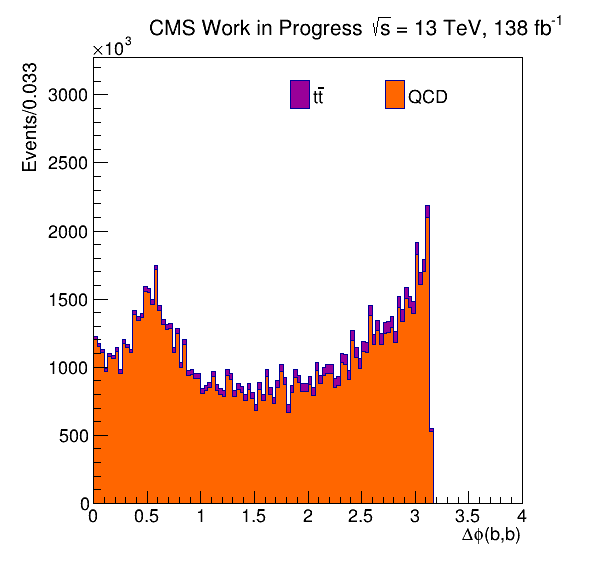 CMS Work in Progress √s = 13 TeV, 138 fb⁻¹
×10³
Events/0.033
tt̄
QCD
3000
2500
2000
1500
1000
500
0
0 0.5 1 1.5 2 2.5 3 3.5 4
Δϕ(b,b)